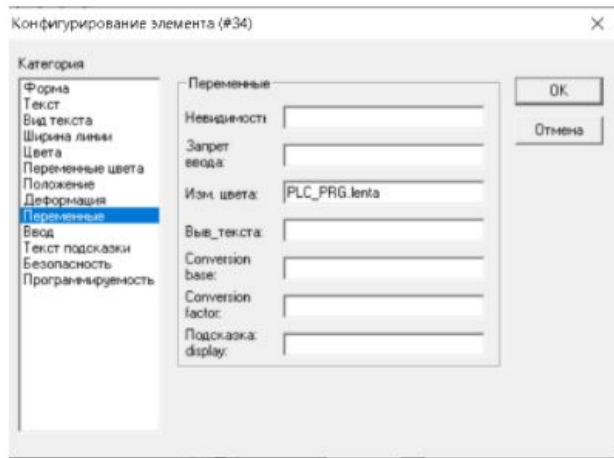 Конфигурирование элемента (#34)
Категория
Форма
Текст
Вид текста
Ширина линии
Цвета
Переменные цвета
Положение
Деформация
Переменные
Ввод
Текст подсказки
Безопасность
Программируемость
Переменные
Невидимость
Запрет
ввода:
Изм. цвета:
PLC_PRG.lenta
Выв_текста:
Conversion
base:
Conversion
factor:
Подсказка:
display:
OK
Отмена